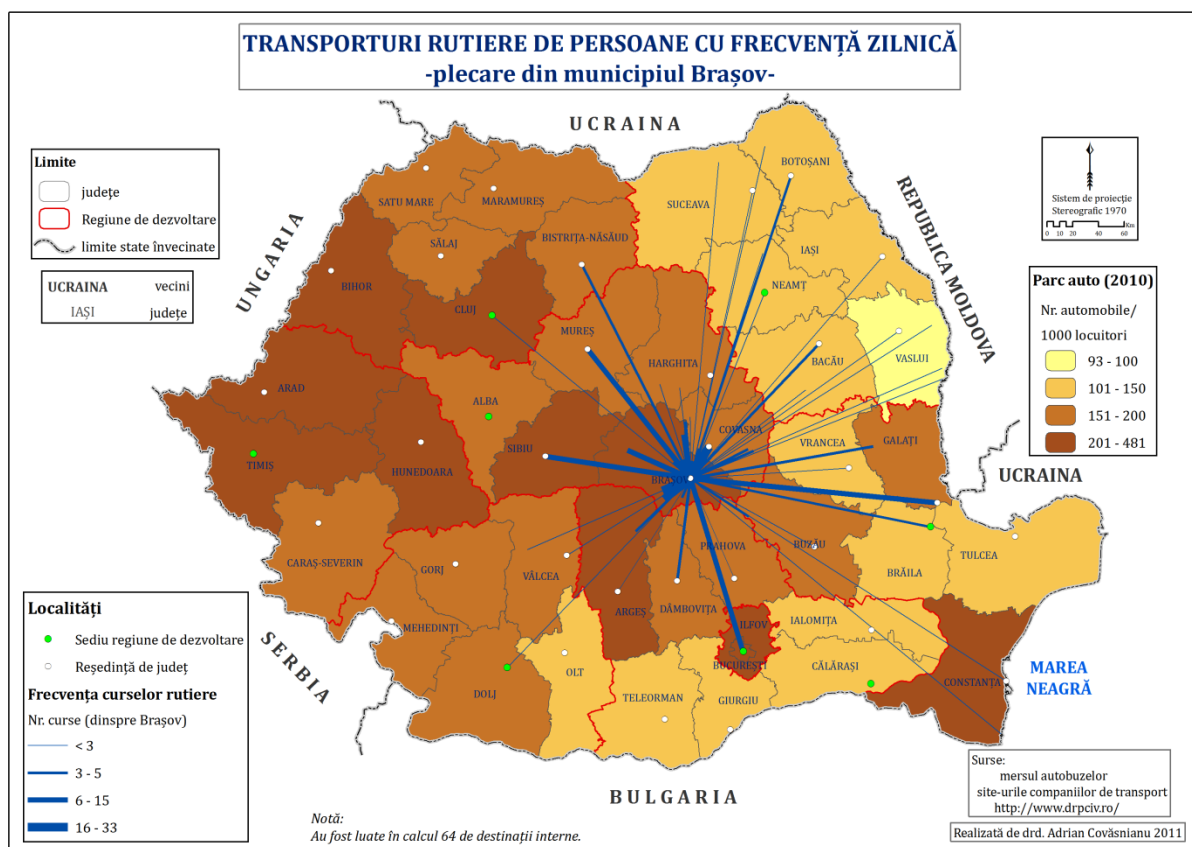 TRANSPORTURI RUTIERE DE PERSOANE CU FRECVENȚĂ ZILNICĂ
-plecare din municipiul Brașov-
Limite
județe
Regiune de dezvoltare
limite state învecinate
UCRAINA vecini
IAȘI județe
Sistem de proiecție
Stereografic 1970
0 10 20 40 60 Km
Parc auto (2010)
Nr. automobile/
1000 locuitori
93 - 100
101 - 150
151 - 200
201 - 481
UCRAINA
UNGARIA
REPUBLICA MOLDOVA
UCRAINA
SERBIA
BULGARIA
MAREA
NEAGRĂ
BOTOȘANI
SUCEAVA
SATU MARE
MARAMUREȘ
BISTRIȚA-NĂSĂUD
SĂLAJ
IAȘI
BIHOR
NEAMȚ
CLUJ
MUREȘ
HARGHITA
BACĂU
VASLUI
ARAD
ALBA
COVASNA
VRANCEA
GALAȚI
TIMIȘ
HUNEDOARA
SIBIU
BRAȘOV
CARAȘ-SEVERIN
GORJ
VÂLCEA
PRAHOVA
BUZĂU
TULCEA
BRĂILA
MEHEDINȚI
ARGEȘ
DÂMBOVIȚA
ILFOV
IALOMIȚA
BUCUREȘTI
CĂLĂRAȘI
CONSTANȚA
DOLJ
OLT
TELEORMAN
GIURGIU
Localități
Sediu regiune de dezvoltare
Reședință de județ
Frecvența curselor rutiere
Nr. curse (dinspre Brașov)
< 3
3 - 5
6 - 15
16 - 33
Notă:
Au fost luate în calcul 64 de destinații interne.
Surse:
mersul autobuzelor
site-urile companiilor de transport
http://www.drpciv.ro/
Realizată de drd. Adrian Covăsnianu 2011